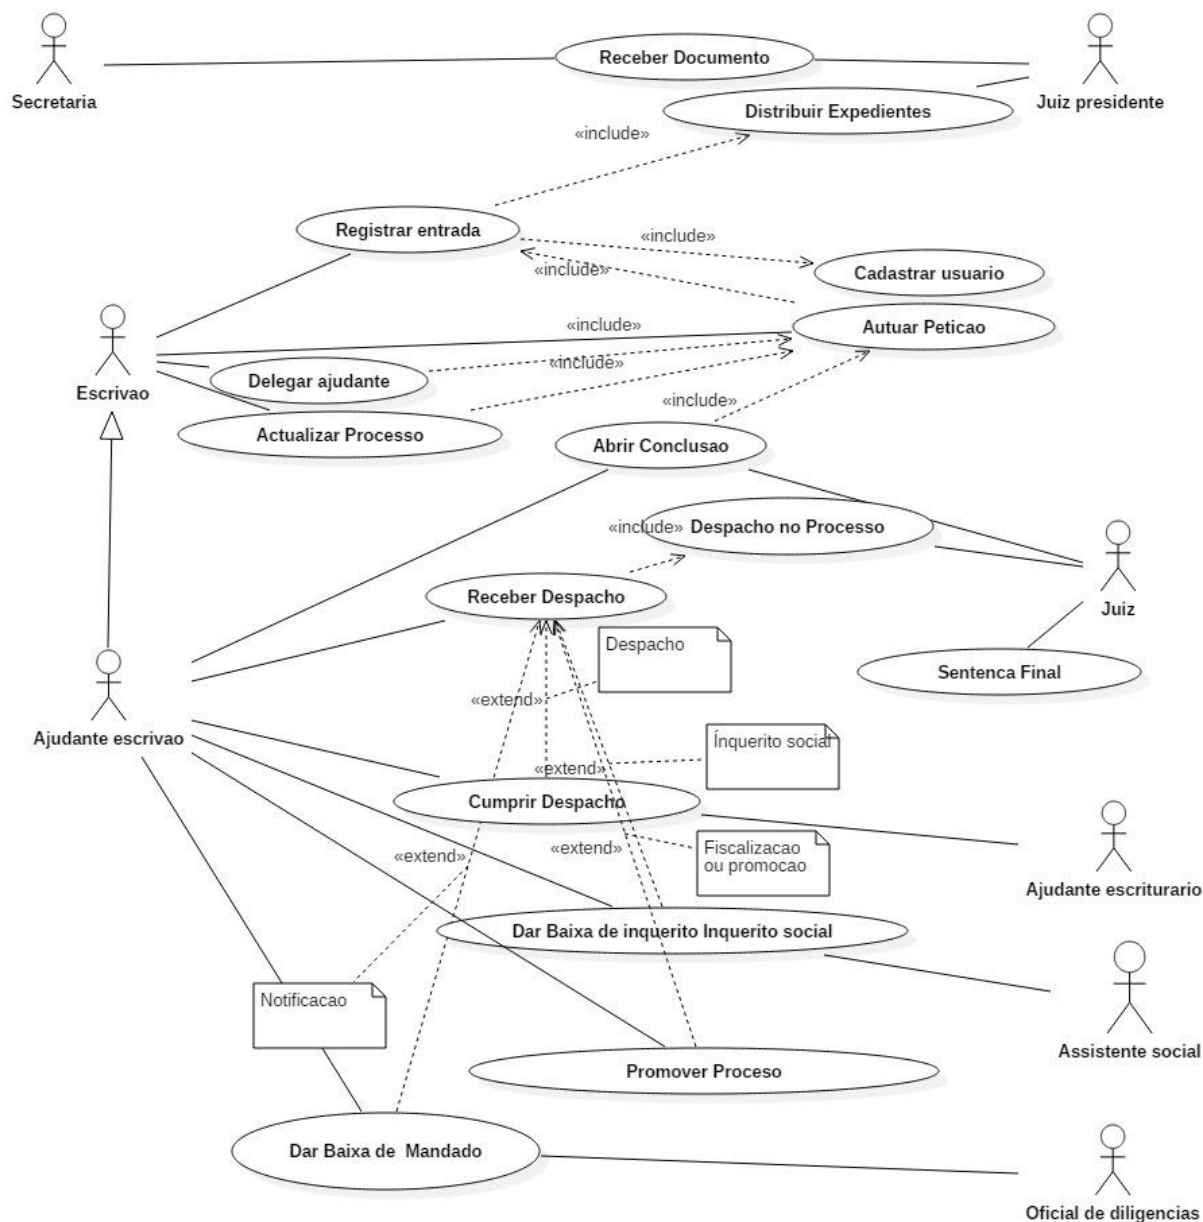 Secretaria
Receber Documento
Juiz presidente
Distribuir Expedientes
«include»
Registrar entrada
«include»
«include»
Cadastrar usuario
Autuar Peticao
«include»
Escrivao
Delegar ajudante
«include»
Actualizar Processo
«include»
Abrir Conclusao
«include»
Despacho no Processo
Receber Despacho
Juiz
Despacho
Sentenca Final
«extend»
Ajudante escrivao
Ínquerito social
«extend»
Cumprir Despacho
«extend»
«extend»
Fiscalizacao
ou promocao
Ajudante escriturario
Dar Baixa de inquerito Inquerito social
Notificacao
Assistente social
Promover Proceso
Dar Baixa de  Mandado
Oficial de diligencias